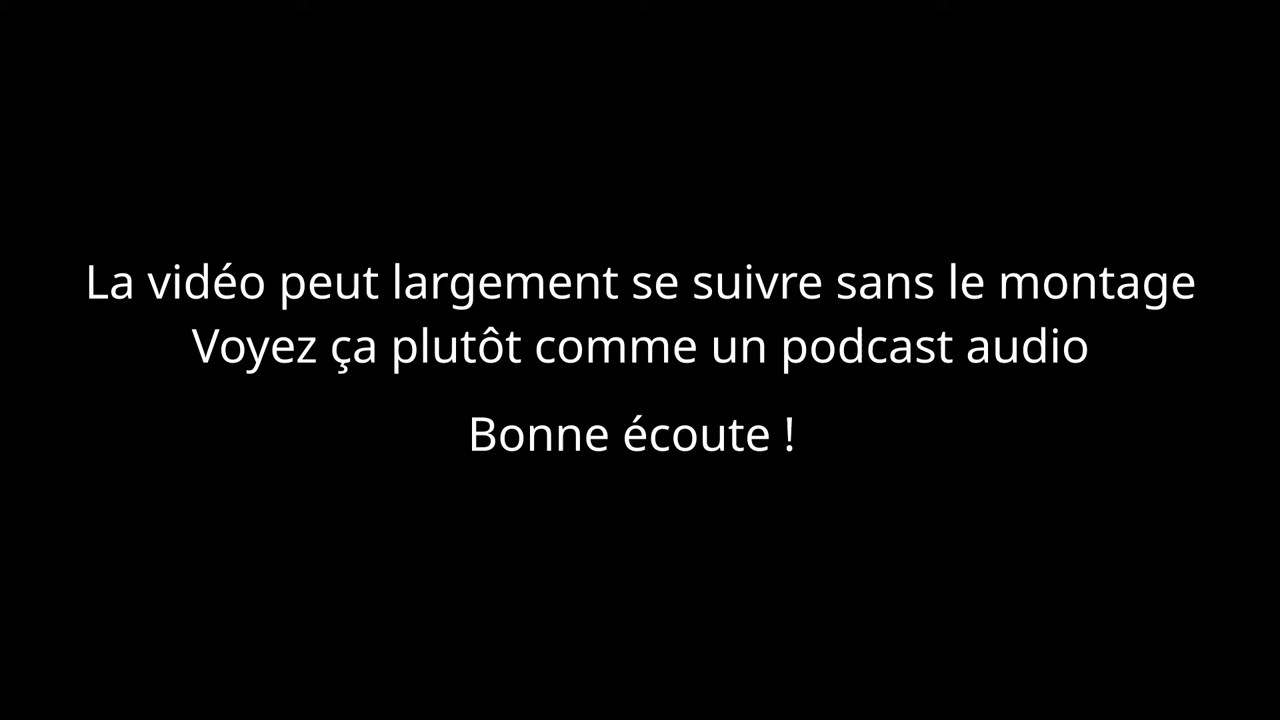 La vidéo peut largement se suivre sans le montage
Voyez ça plutôt comme un podcast audio
Bonne écoute !